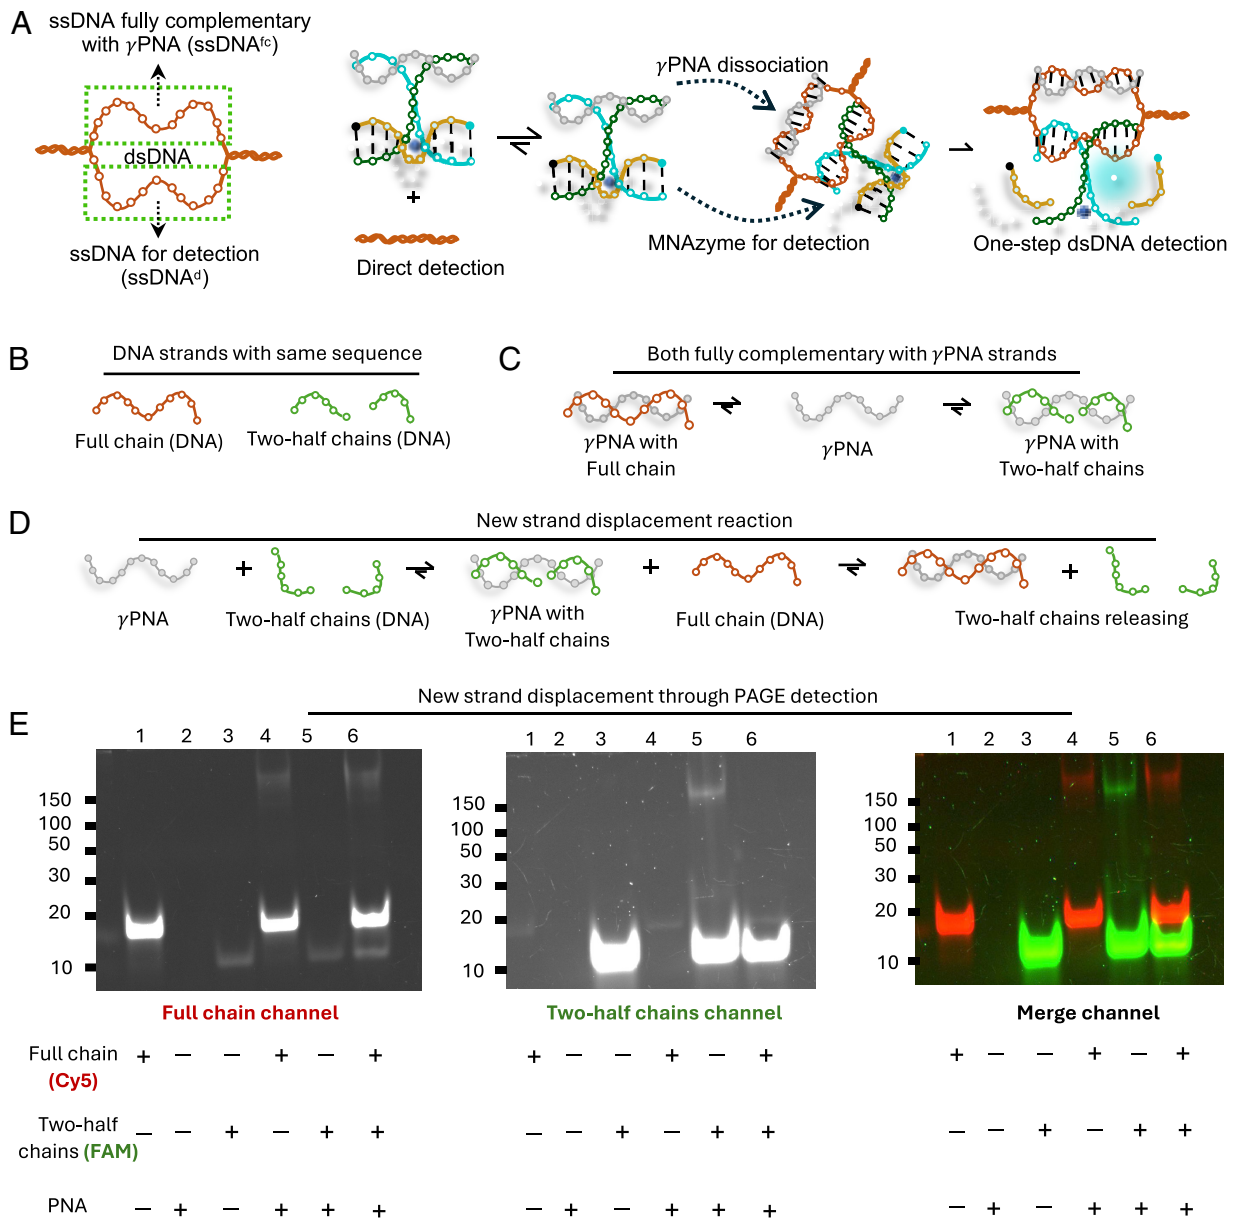 A
ssDNA fully complementary
with γPNA (ssDNAᶠᶜ)
dsDNA
ssDNA for detection
(ssDNAᵈ)
+
Direct detection
γPNA dissociation
MNAzyme for detection
One-step dsDNA detection
B
DNA strands with same sequence
Full chain (DNA)
Two-half chains (DNA)
C
Both fully complementary with γPNA strands
γPNA with
Full chain
γPNA
γPNA with
Two-half chains
D
New strand displacement reaction
+ + +
γPNA
Two-half chains (DNA)
γPNA with
Two-half chains
Full chain (DNA)
Two-half chains releasing
New strand displacement through PAGE detection
E
1 2 3 4 5 6
150
100
50
30
20
10
Full chain channel
1 2 3 4 5 6
150
100
50
30
20
10
Two-half chains channel
1 2 3 4 5 6
150
100
50
30
20
10
Merge channel
Full chain
(Cy5)
+ − − + − + + − − + − + + − − + − +
Two-half
chains (FAM)
− − + − + + − − + − + + − − + − + +
PNA
− + − + + + − + − + + + − + − + + +